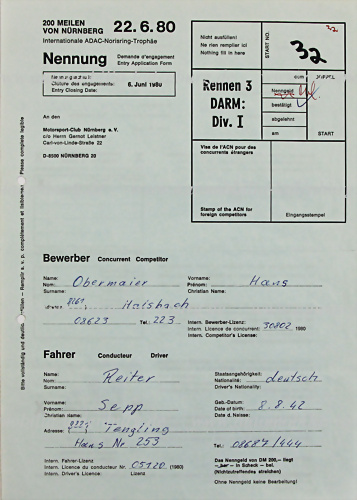 200 MEILEN
VON NÜRNBERG
22.6.80
Internationale ADAC-Norisring-Trophäe
Nennung
Demande d'engagement
Entry Application Form
Clôture des engagements:
Entry Closing Date:
6. Juni 1980
Nicht ausfüllen!
Ne rien remplier ici
Nothing fill in here
START NO.
32
32
Rennen 3
DARM:
Div. I
Nenngeld
bestätigt
abgelehnt
am
START
An den
Motorsport-Club Nürnberg e. V.
c/o Herrn Gernot Leistner
Carl-von-Linde-Straße 22
D-8500 NÜRNBERG 20
Visa de l'ACN pour des
concurrents étrangers
Stamp of the ACN for
foreign competitors
Eingangsstempel
Bitte vollständig und deutlich
Remplir s. v. p. complètement et
Please complete legible
Bewerber Concurrent Competitor
Name:
Nom:
Surname:
Obermaier
Vorname:
Prénom:
Christian Name:
Hans
8261
Halsbach
08623
Tel.:
223
Intern. Bewerber-Lizenz:
Intern. Licence de concurrent:
Intern. Competitor's License:
30802
1980
Fahrer Conducteur Driver
Name:
Nom:
Surname:
Reiter
Staatsangehörigkeit:
Nationalité:
Driver's Nationality:
deutsch
Vorname:
Prénom:
Christian name:
Sepp
Geb.-Datum:
Date of birth:
Date of Naisse:
8.8.42
Adresse:
8221
Tengling
Haus Nr 253
Tel.:
08687/444
Intern. Fahrer-Lizenz
Intern. Licence du conducteur Nr.
Intern. Driver's Licence:
05120
(1980)
Lizenz
Das Nenngeld von DM 200,— liegt
bar — in Scheck — bei.
(Nichtzutreffendes streichen)
Ohne Nenngeld keine Bearbeitung!